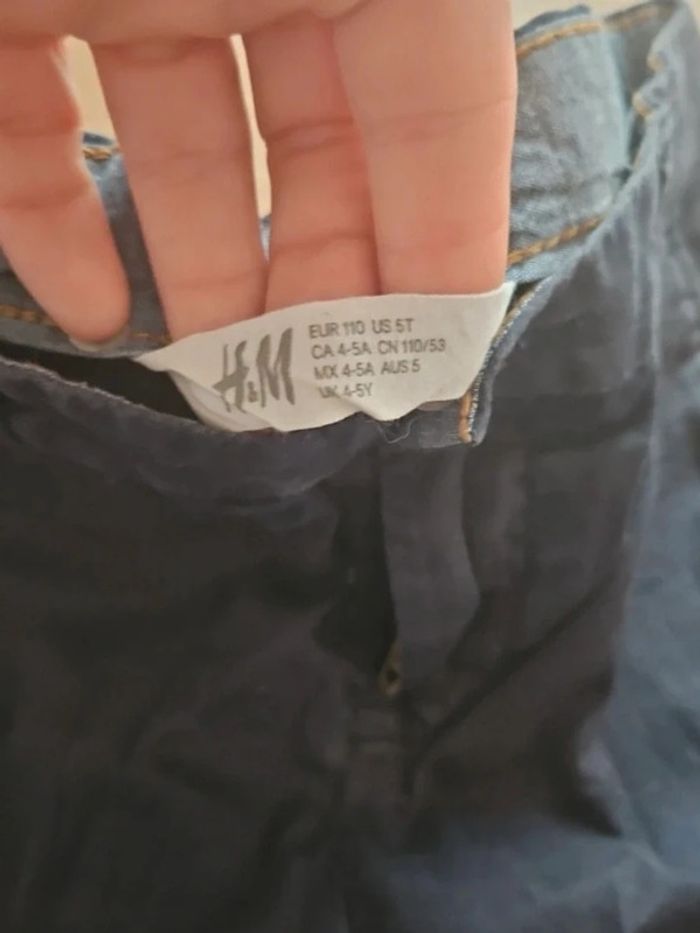 H&M
EUR 110 US 5T
CA 4-5A CN 110/53
MX 4-5A AUS 5
UK 4-5Y